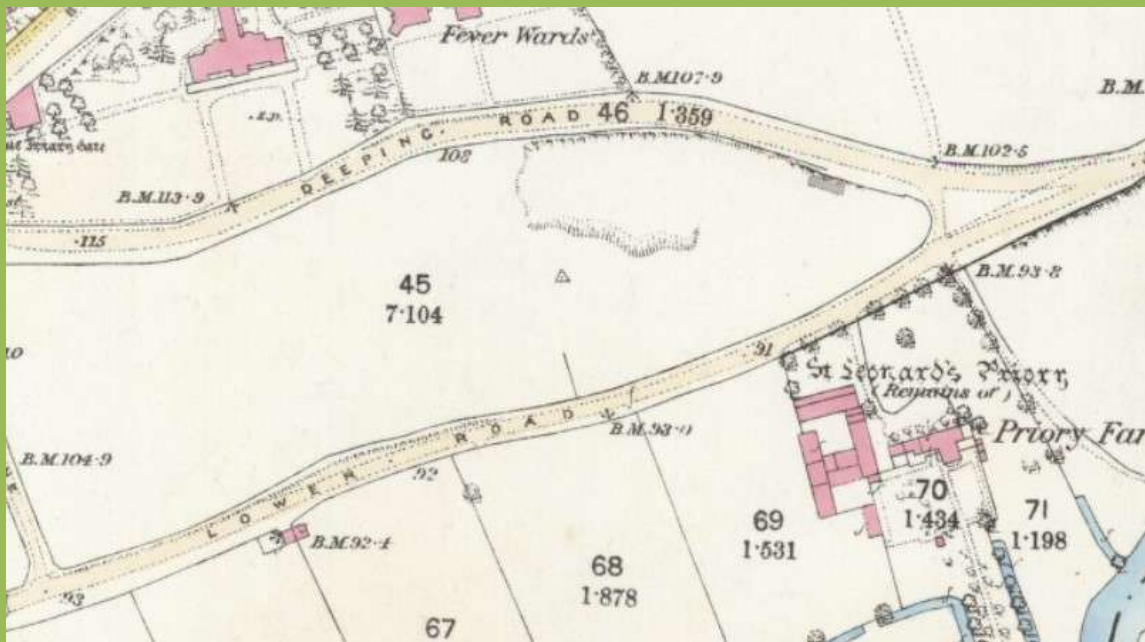 Fever Wards
B.M.107·9
B.M.
DEEPING ROAD 46 1·359
108
B.M.102·5
B.M.113·9
·115
45
7·104
B.M.93·8
91
St Leonard's Priory
(Remains of)
LOWER ROAD
B.M.93·0
B.M.104·9
92
Priory Far
70
1·434
71
1·198
69
1·531
B.M.92·4
68
1·878
93
67